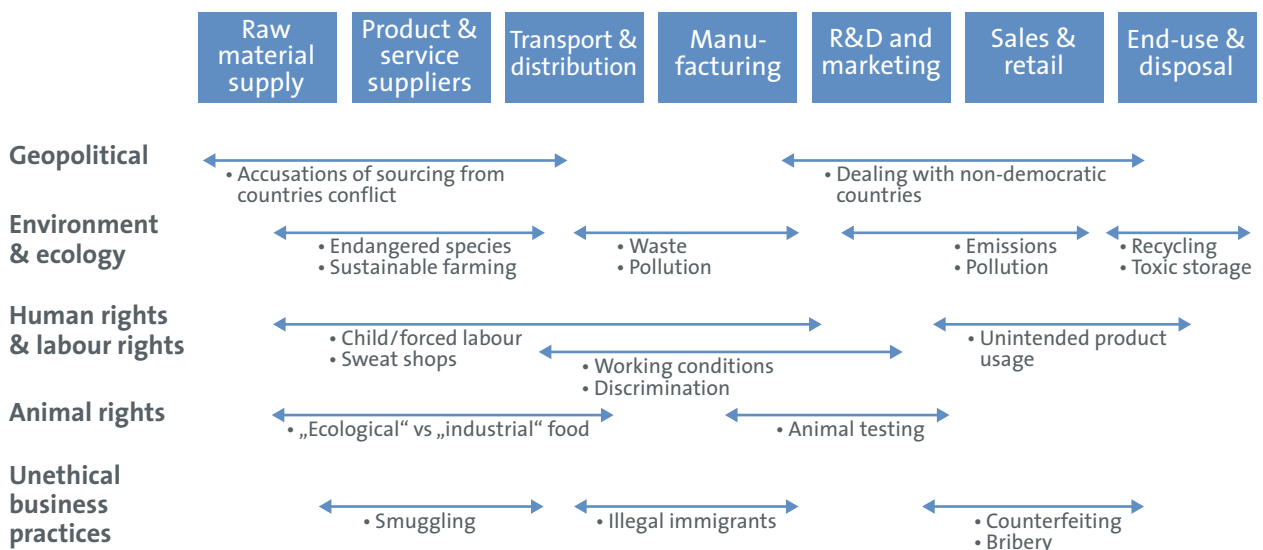 Raw
material
supply
Product &
service
suppliers
Transport &
distribution
Manu-
facturing
R&D and
marketing
Sales &
retail
End-use &
disposal
Geopolitical
• Accusations of sourcing from
countries conflict
• Dealing with non-democratic
countries
Environment
& ecology
• Endangered species
• Sustainable farming
• Waste
• Pollution
• Emissions
• Pollution
• Recycling
• Toxic storage
Human rights
& labour rights
• Child/forced labour
• Sweat shops
• Working conditions
• Discrimination
• Unintended product
usage
Animal rights
• „Ecological“ vs „industrial“ food
• Animal testing
Unethical
business
practices
• Smuggling
• Illegal immigrants
• Counterfeiting
• Bribery